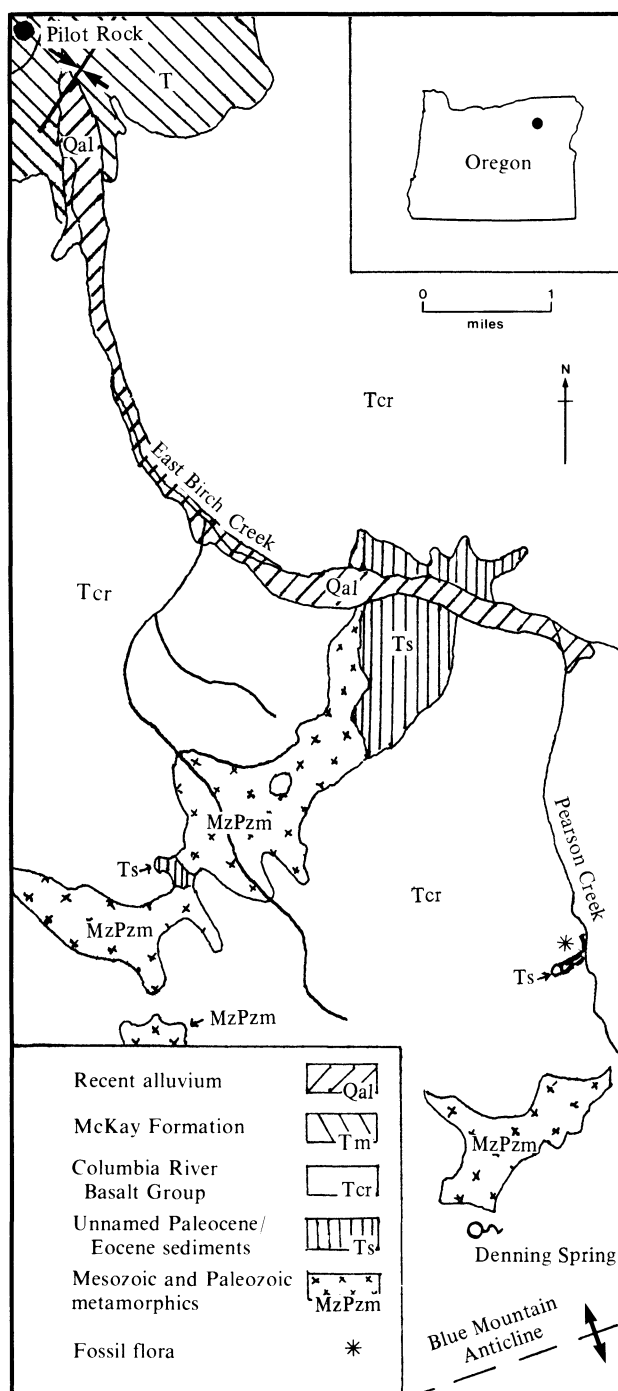 Pilot Rock
T
Qal
Oregon
0 1
miles
N
Tcr
East Birch Creek
Tcr
Qal
Ts
MzPzm
Ts
MzPzm
Tcr
Pearson Creek
Ts
MzPzm
Recent alluvium Qal
McKay Formation Tm
Columbia River
Basalt Group Tcr
Unnamed Paleocene/
Eocene sediments Ts
Mesozoic and Paleozoic
metamorphics MzPzm
Fossil flora
MzPzm
Denning Spring
Blue Mountain
Anticline